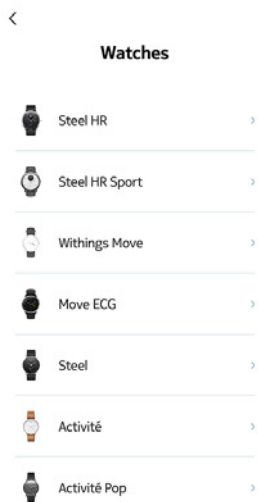 Watches
Steel HR
Steel HR Sport
Withings Move
Move ECG
Steel
Activité
Activité Pop